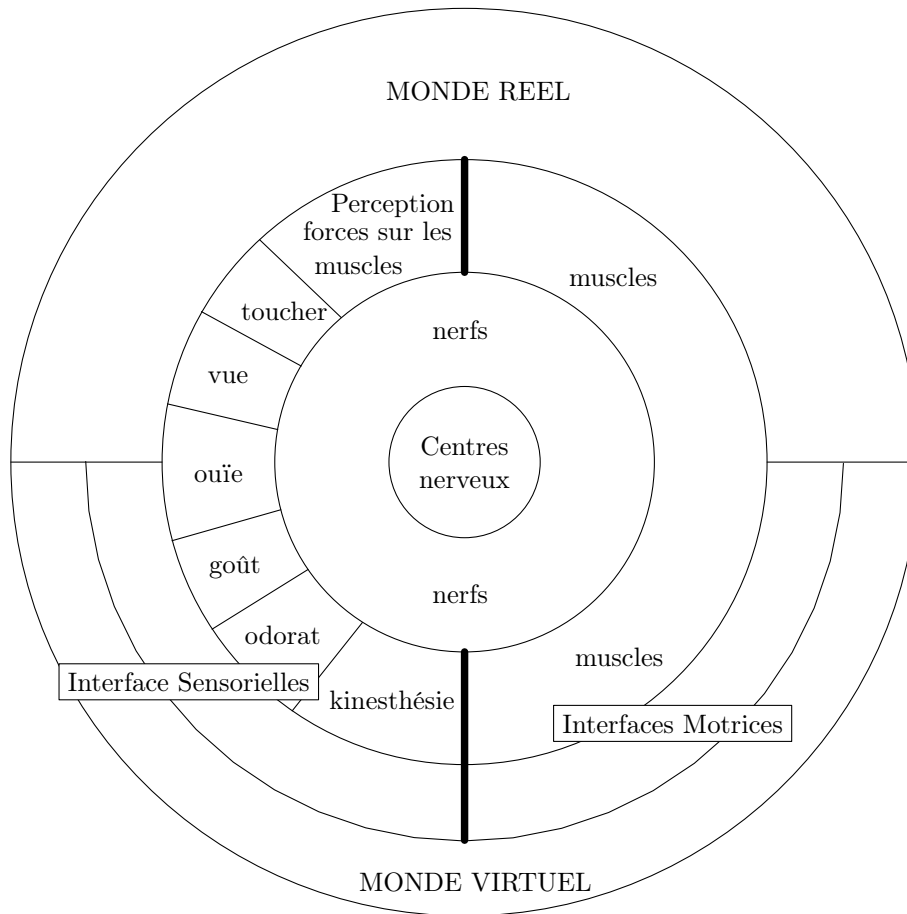 MONDE REEL
Perception
forces sur les
muscles
muscles
toucher
nerfs
vue
Centres
nerveux
ouïe
goût
nerfs
odorat
muscles
Interface Sensorielles
kinesthésie
Interfaces Motrices
MONDE VIRTUEL